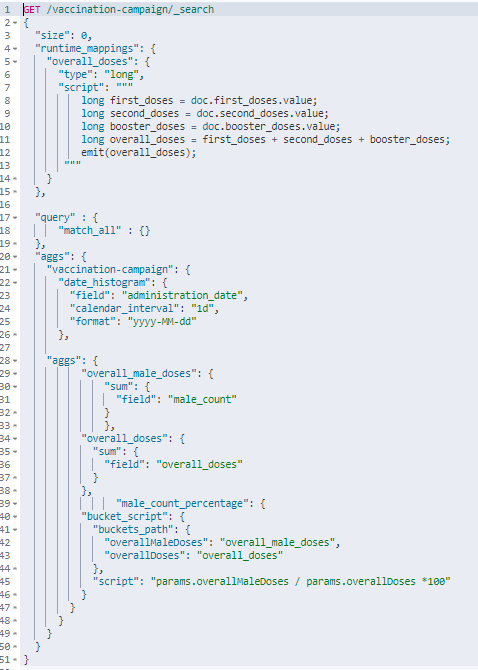 1 GET /vaccination-campaign/_search
2 {
3 "size": 0,
4 "runtime_mappings": {
5 "overall_doses": {
6 "type": "long",
7 "script": """
8 long first_doses = doc.first_doses.value;
9 long second_doses = doc.second_doses.value;
10 long booster_doses = doc.booster_doses.value;
11 long overall_doses = first_doses + second_doses + booster_doses;
12 emit(overall_doses);
13 """
14 }
15 },
16
17 "query" : {
18 "match_all" : {}
19 },
20 "aggs": {
21 "vaccination-campaign": {
22 "date_histogram": {
23 "field": "administration_date",
24 "calendar_interval": "1d",
25 "format": "yyyy-MM-dd"
26 },
27
28 "aggs": {
29 "overall_male_doses": {
30 "sum": {
31 "field": "male_count"
32 }
33 },
34 "overall_doses": {
35 "sum": {
36 "field": "overall_doses"
37 }
38 },
39 "male_count_percentage": {
40 "bucket_script": {
41 "buckets_path": {
42 "overallMaleDoses": "overall_male_doses",
43 "overallDoses": "overall_doses"
44 },
45 "script": "params.overallMaleDoses / params.overallDoses *100"
46 }
47 }
48 }
49 }
50 }
51 }